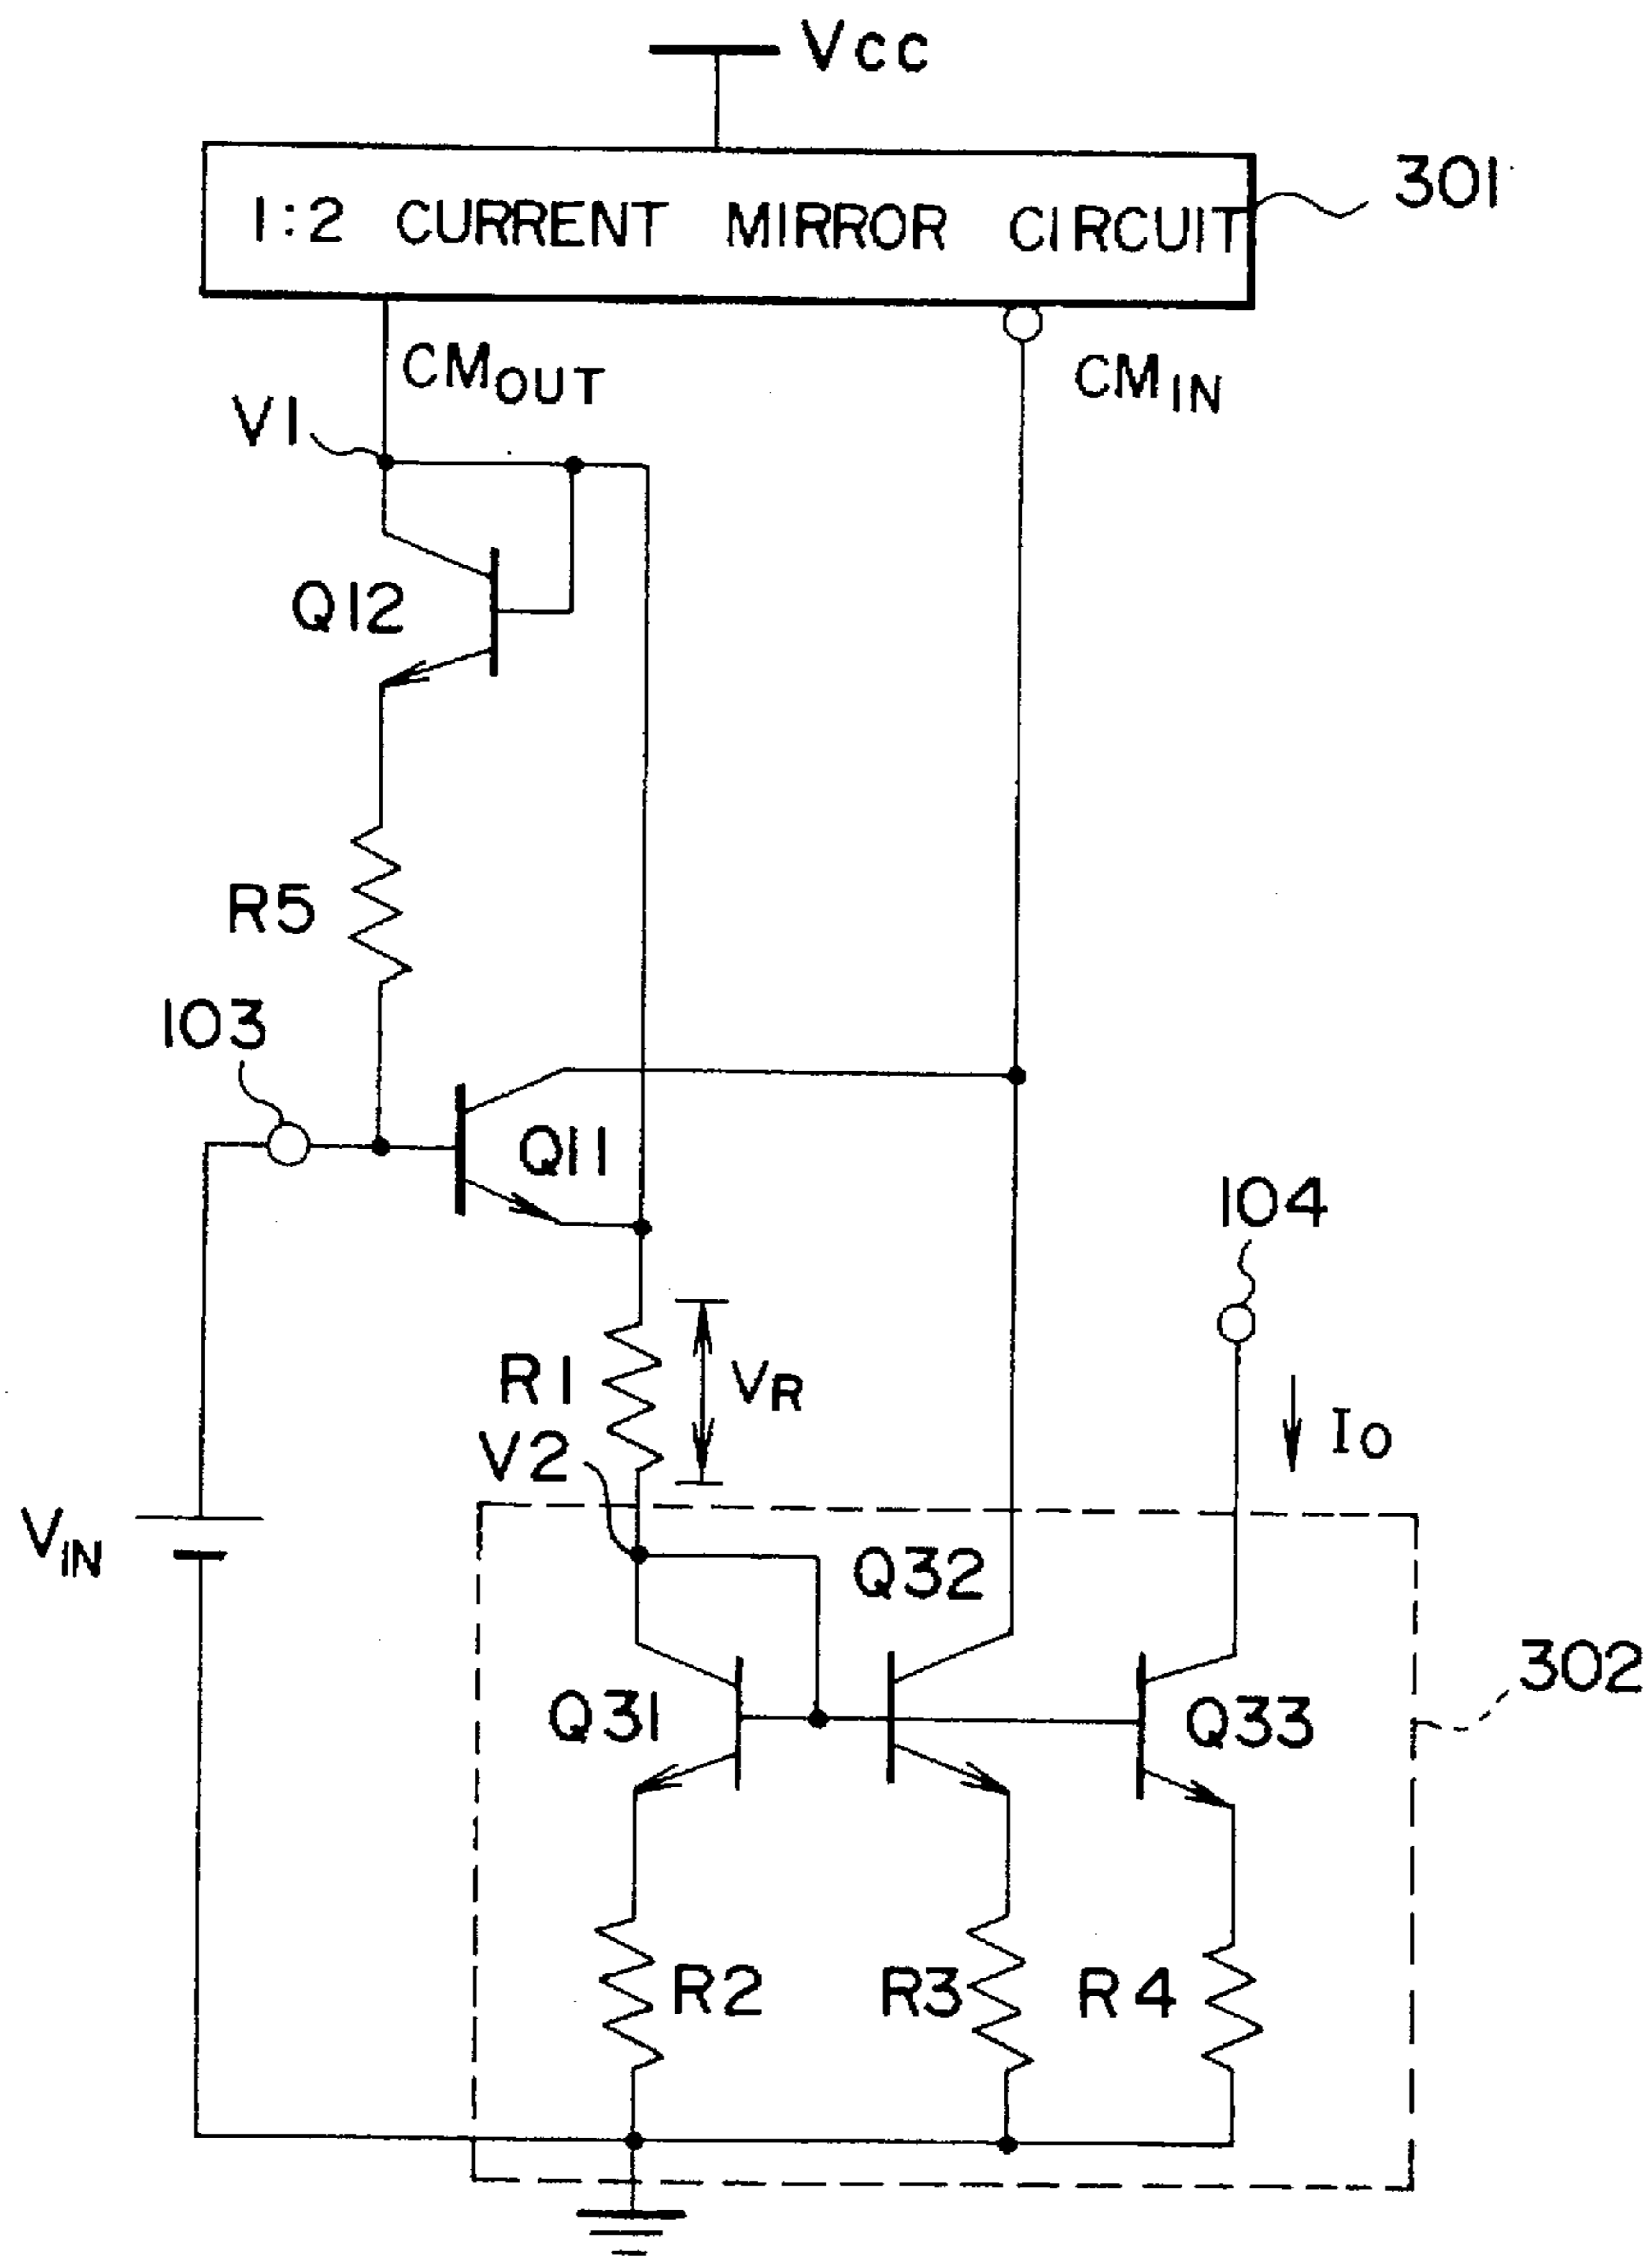 Vcc
1:2 CURRENT MIRROR CIRCUIT
301
CMOUT
CMIN
V1
Q12
R5
103
Q11
104
R1
VR
V2
IO
VIN
Q32
302
Q31
Q33
R2
R3
R4